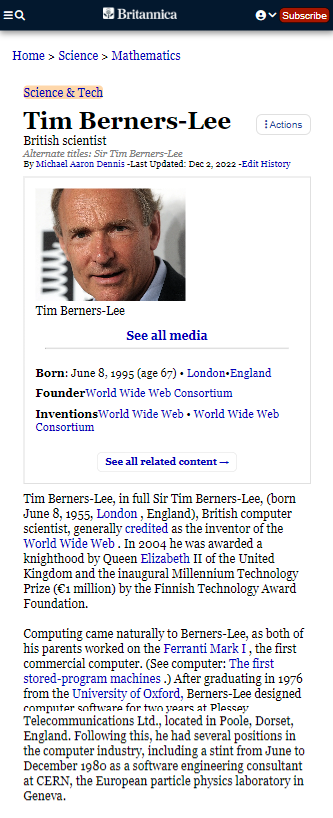 Britannica
Subscribe
Home > Science > Mathematics
Science & Tech
Tim Berners-Lee
Actions
British scientist
Alternate titles: Sir Tim Berners-Lee
By Michael Aaron Dennis -Last Updated: Dec 2, 2022 -Edit History
Tim Berners-Lee
See all media
Born: June 8, 1995 (age 67) • London•England
FounderWorld Wide Web Consortium
InventionsWorld Wide Web • World Wide Web
Consortium
See all related content →
Tim Berners-Lee, in full Sir Tim Berners-Lee, (born
June 8, 1955, London , England), British computer
scientist, generally credited as the inventor of the
World Wide Web . In 2004 he was awarded a
knighthood by Queen Elizabeth II of the United
Kingdom and the inaugural Millennium Technology
Prize (€1 million) by the Finnish Technology Award
Foundation.
Computing came naturally to Berners-Lee, as both of
his parents worked on the Ferranti Mark I , the first
commercial computer. (See computer: The first
stored-program machines .) After graduating in 1976
from the University of Oxford, Berners-Lee designed
computer software for two years at Plessey
Telecommunications Ltd., located in Poole, Dorset,
England. Following this, he had several positions in
the computer industry, including a stint from June to
December 1980 as a software engineering consultant
at CERN, the European particle physics laboratory in
Geneva.